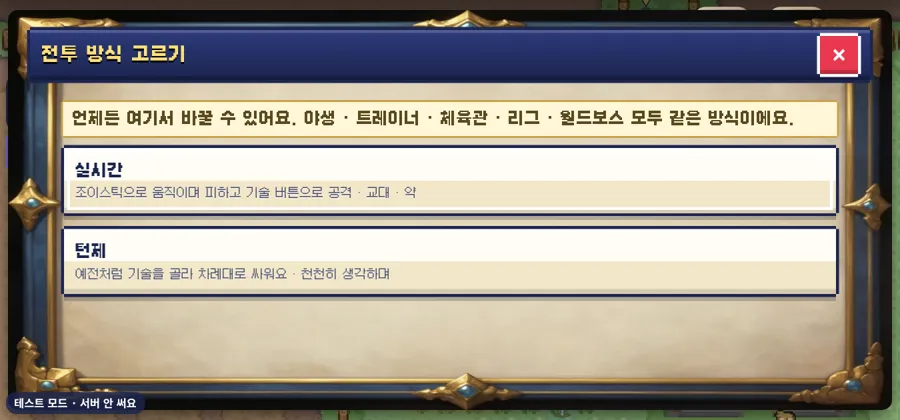 전투 방식 고르기
×
언제든 여기서 바꿀 수 있어요. 야생 · 트레이너 · 체육관 · 리그 · 월드보스 모두 같은 방식이에요.
실시간
조이스틱으로 움직이며 피하고 기술 버튼으로 공격 · 교대 · 약
턴제
예전처럼 기술을 골라 차례대로 싸워요 · 천천히 생각하며
테스트 모드 · 서버 안 써요